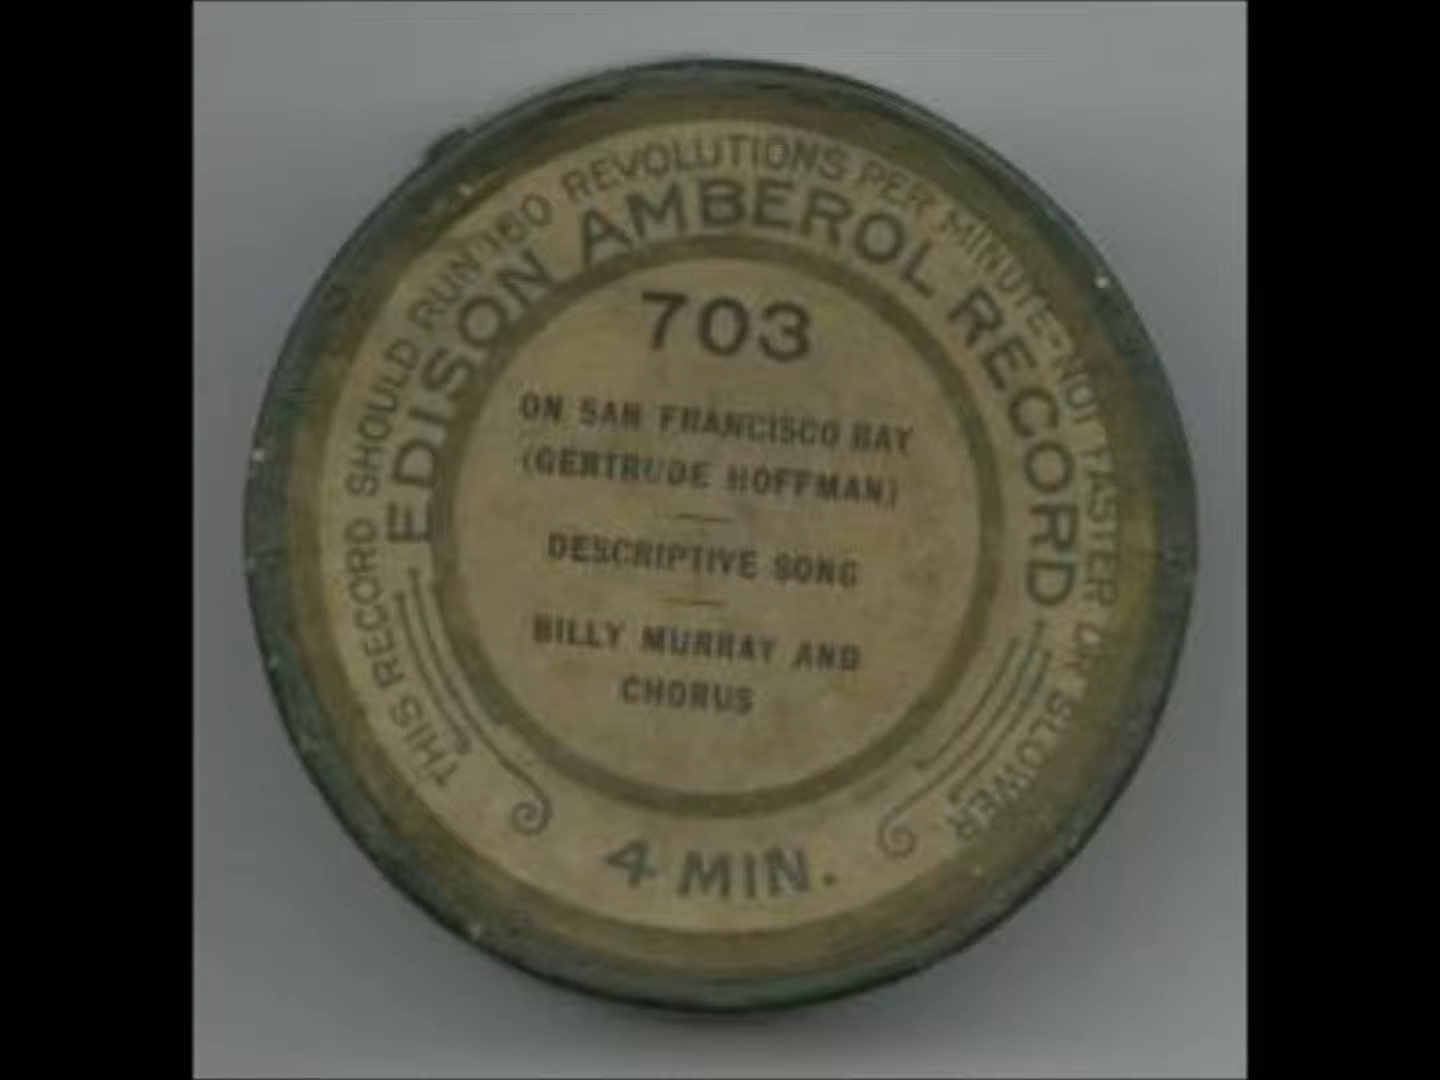 THIS RECORD SHOULD RUN 160 REVOLUTIONS PER MINUTE-NOT FASTER OR SLOWER
EDISON AMBEROL RECORD
703
ON SAN FRANCISCO BAY
(GERTRUDE HOFFMAN)
DESCRIPTIVE SONG
BILLY MURRAY AND
CHORUS
4 MIN.